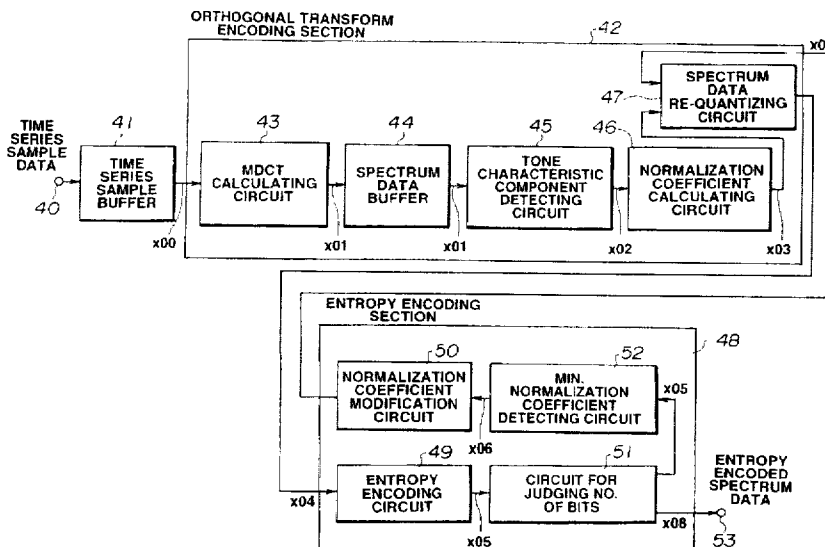 ORTHOGONAL TRANSFORM
ENCODING SECTION
42
TIME
SERIES
SAMPLE
DATA
40
41
TIME
SERIES
SAMPLE
BUFFER
x00
43
MDCT
CALCULATING
CIRCUIT
x01
44
SPECTRUM
DATA
BUFFER
x01
45
TONE
CHARACTERISTIC
COMPONENT
DETECTING
CIRCUIT
x02
46
NORMALIZATION
COEFFICIENT
CALCULATING
CIRCUIT
x03
47
SPECTRUM
DATA
RE-QUANTIZING
CIRCUIT
ENTROPY ENCODING
SECTION
48
50
NORMALIZATION
COEFFICIENT
MODIFICATION
CIRCUIT
x06
52
MIN.
NORMALIZATION
COEFFICIENT
DETECTING CIRCUIT
x05
x04
49
ENTROPY
ENCODING
CIRCUIT
x05
51
CIRCUIT FOR
JUDGING NO.
OF BITS
x08
ENTROPY
ENCODED
SPECTRUM
DATA
53